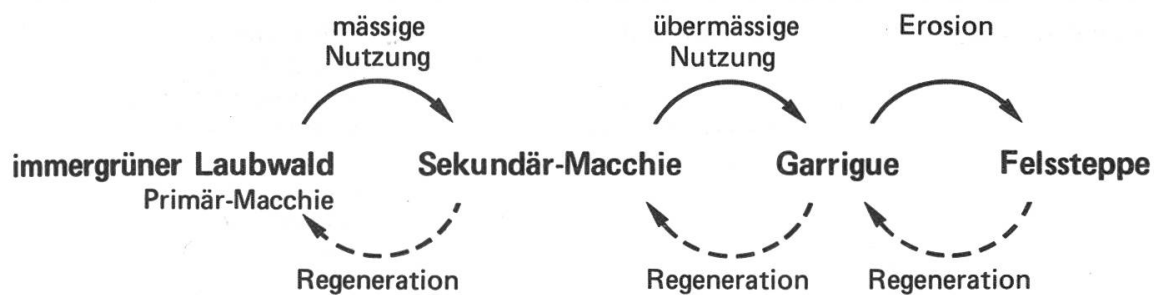 mässige
Nutzung
übermässige
Nutzung
Erosion
immergrüner Laubwald
Primär-Macchie
Sekundär-Macchie
Garrigue
Felssteppe
Regeneration
Regeneration
Regeneration